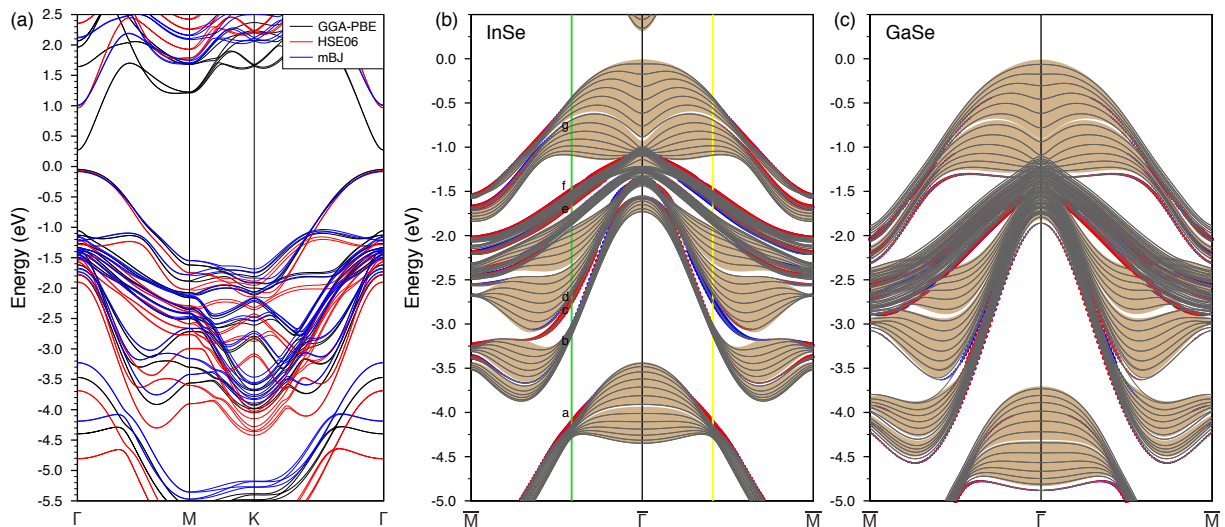 (a)
GGA-PBE
HSE06
mBJ
Energy (eV)
2.5
2.0
1.5
1.0
0.5
0.0
-0.5
-1.0
-1.5
-2.0
-2.5
-3.0
-3.5
-4.0
-4.5
-5.0
-5.5
Γ M K Γ
(b)
InSe
Energy (eV)
0.0
-0.5
-1.0
-1.5
-2.0
-2.5
-3.0
-3.5
-4.0
-4.5
-5.0
g
f
e
d
c
b
a
M̅ Γ̅ M̅
(c)
GaSe
0.0
-0.5
-1.0
-1.5
-2.0
-2.5
-3.0
-3.5
-4.0
-4.5
-5.0
M̅ Γ̅ M̅